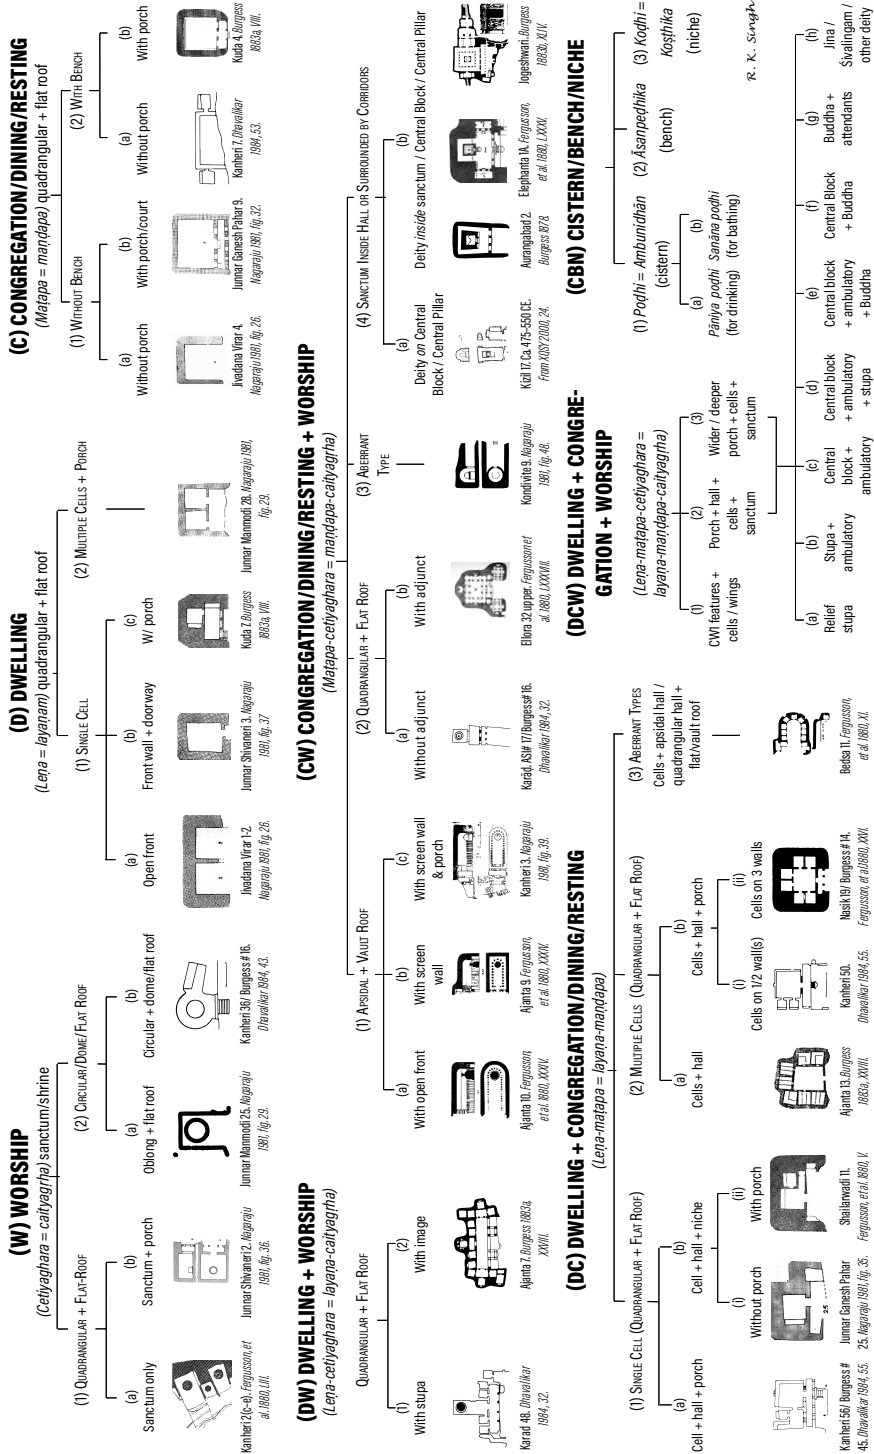 (W) WORSHIP
(Cetiyaghara = caityagṛha) sanctum/shrine
(1) QUADRANGULAR + FLAT-ROOF
(a)
Sanctum only
Kanheri 2(c-e). Fergusson, et
al. 1880, LIII.
(b)
Sanctum + porch
Junnar Shivaneri 2. Nagaraju
1981, fig. 36.
(2) CIRCULAR/DOME/FLAT ROOF
(a)
Oblong + flat roof
Junnar Manmodi 25. Nagaraju
1981, fig. 29.
(b)
Circular + dome/flat roof
Kanheri 36/ Burgess #16.
Dhavalikar 1984, 43.
(D) DWELLING
(Leṇa = layaṇam) quadrangular + flat roof
(1) SINGLE CELL
(a)
Open front
Jivadana Virar 1-2.
Nagaraju 1981, fig. 26.
(b)
Front wall + doorway
Junnar Shivaneri 3. Nagaraju
1981, fig. 37
(c)
W/ porch
Kuda 7. Burgess
1883a, VIII.
(2) MULTIPLE CELLS + PORCH
Junnar Manmodi 28. Nagaraju 1981,
fig. 29.
(C) CONGREGATION/DINING/RESTING
(Maṭapa = maṇḍapa) quadrangular + flat roof
(1) WITHOUT BENCH
(a)
Without porch
Jivadana Virar 4.
Nagaraju 1981, fig. 26.
(b)
With porch/court
Junnar Ganesh Pahar 9.
Nagaraju 1981, fig. 32.
(2) WITH BENCH
(a)
Without porch
Kanheri 7. Dhavalikar
1984, 53.
(b)
With porch
Kuda 4. Burgess
1883a, VIII.
(DW) DWELLING + WORSHIP
(Leṇa-cetiyaghara = layaṇa-caityagṛha)
QUADRANGULAR + FLAT ROOF
(1)
With stupa
Karad 48. Dhavalikar
1984, 32.
(2)
With image
Ajanta 7. Burgess 1883a,
XXVIII.
(CW) CONGREGATION/DINING/RESTING + WORSHIP
(Maṭapa-cetiyaghara = maṇḍapa-caityagṛha)
(1) APSIDAL + VAULT ROOF
(a)
With open front
Ajanta 10. Fergusson,
et al. 1880, XXXIV.
(b)
With screen
wall
Ajanta 9. Fergusson,
et al. 1880, XXXIV.
(c)
With screen wall
& porch
Kanheri 3. Nagaraju
1981, fig. 39.
(2) QUADRANGULAR + FLAT ROOF
(a)
Without adjunct
Karāḍ. ASI# 17/ Burgess# 16.
Dhavalikar 1984, 32.
(b)
With adjunct
Ellora 32 upper. Fergusson et
al. 1880, LXXXVII.
(3) ABERRANT
TYPE
Kondivite 9. Nagaraju
1981, fig. 48.
(4) SANCTUM INSIDE HALL OR SURROUNDED BY CORRIDORS
(a)
Deity on Central
Block / Central Pillar
Kizil 17. Ca. 475-550 CE.
From XJSY 2000, 24.
(b)
Deity inside sanctum / Central Block / Central Pillar
Aurangabad 2.
Burgess 1878.
Elephanta 1A. Fergusson,
et al. 1880, LXXXV.
Jogeshwari. Burgess
1883b, XLIV.
(DC) DWELLING + CONGREGATION/DINING/RESTING
(Leṇa-maṭapa = layaṇa-maṇḍapa)
(1) SINGLE CELL (QUADRANGULAR + FLAT ROOF)
(a)
Cell + hall + porch
Kanheri 56/ Burgess #
45. Dhavalikar 1984, 55.
(b)
Cell + hall + niche
(i)
Without porch
25
Junnar Ganesh Pahar
25. Nagaraju 1981, fig. 35.
(ii)
With porch
Shailarwadi 11.
Fergusson, et al. 1880, V.
(2) MULTIPLE CELLS (QUADRANGULAR + FLAT ROOF)
(a)
Cells + hall
Ajanta 13. Burgess
1883a, XXVIII.
(b)
Cells + hall + porch
(i)
Cells on 1/2 wall(s)
Kanheri 50.
Dhavalikar 1984, 55.
(ii)
Cells on 3 walls
Nasik 19/ Burgess # 14.
Fergusson, et al. 1880, XXVI.
(3) ABERRANT TYPES
Cells + apsidal hall /
quadrangular hall +
flat/vault roof
Bedsa 11. Fergusson,
et al. 1880, XI.
(DCW) DWELLING + CONGRE-
GATION + WORSHIP
(Leṇa-maṭapa-cetiyaghara =
layaṇa-maṇḍapa-caityagṛha)
(1)
CWI features +
cells / wings
(2)
Porch + hall +
cells +
sanctum
(3)
Wider / deeper
porch + cells +
sanctum
(a)
Relief
stupa
(b)
Stupa +
ambulatory
(c)
Central
block +
ambulatory
(d)
Central block
+ ambulatory
+ stupa
(e)
Central block
+ ambulatory
+ Buddha
(f)
Central Block
+ Buddha
(g)
Buddha +
attendants
(h)
Jina /
Śivaliṅgam /
other deity
(CBN) CISTERN/BENCH/NICHE
(1) Poḍhi = Ambunidhān
(cistern)
(a)
Pāniya poḍhi
(for drinking)
(b)
Sanāna poḍhi
(for bathing)
(2) Āsanpeḍhika
(bench)
(3) Koḍhi =
Koṣṭhika
(niche)
R. K. Singh